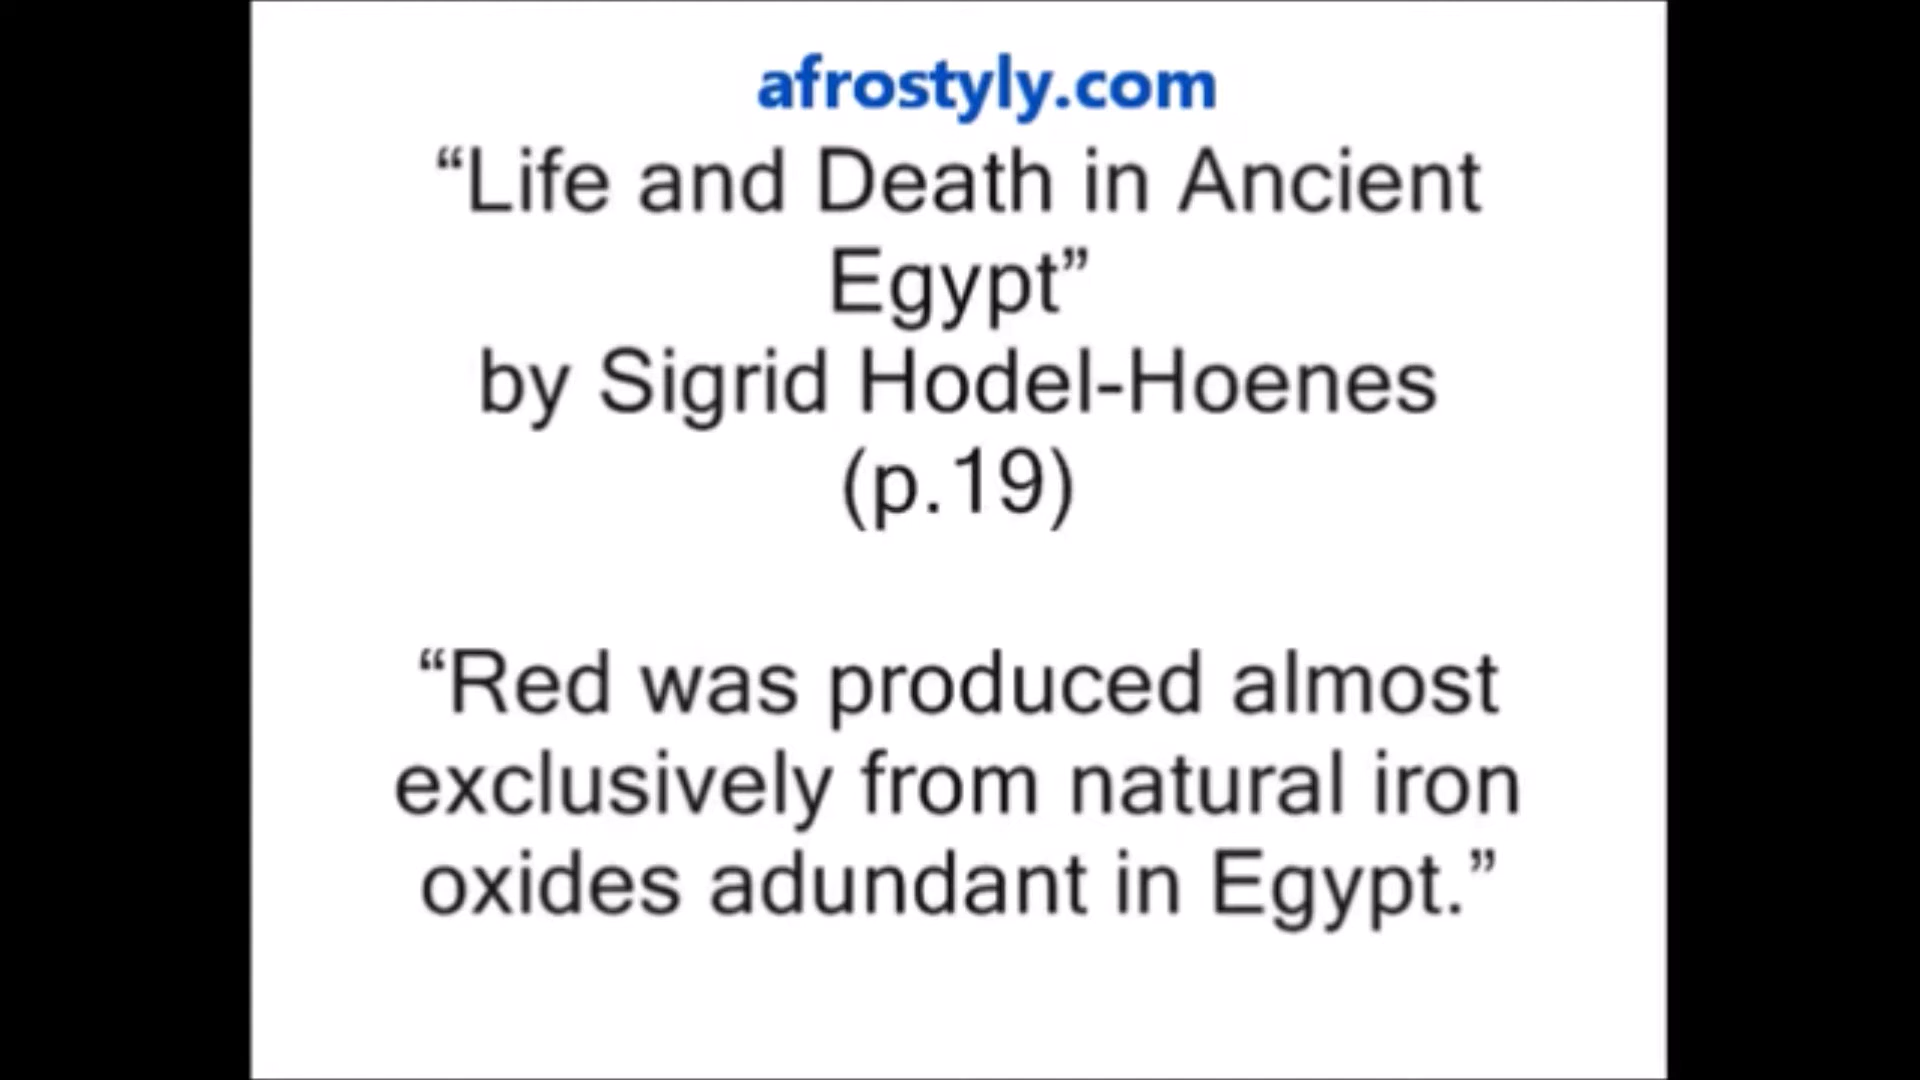 afrostyly.com
“Life and Death in Ancient
Egypt”
by Sigrid Hodel-Hoenes
(p.19)
“Red was produced almost
exclusively from natural iron
oxides adundant in Egypt.”